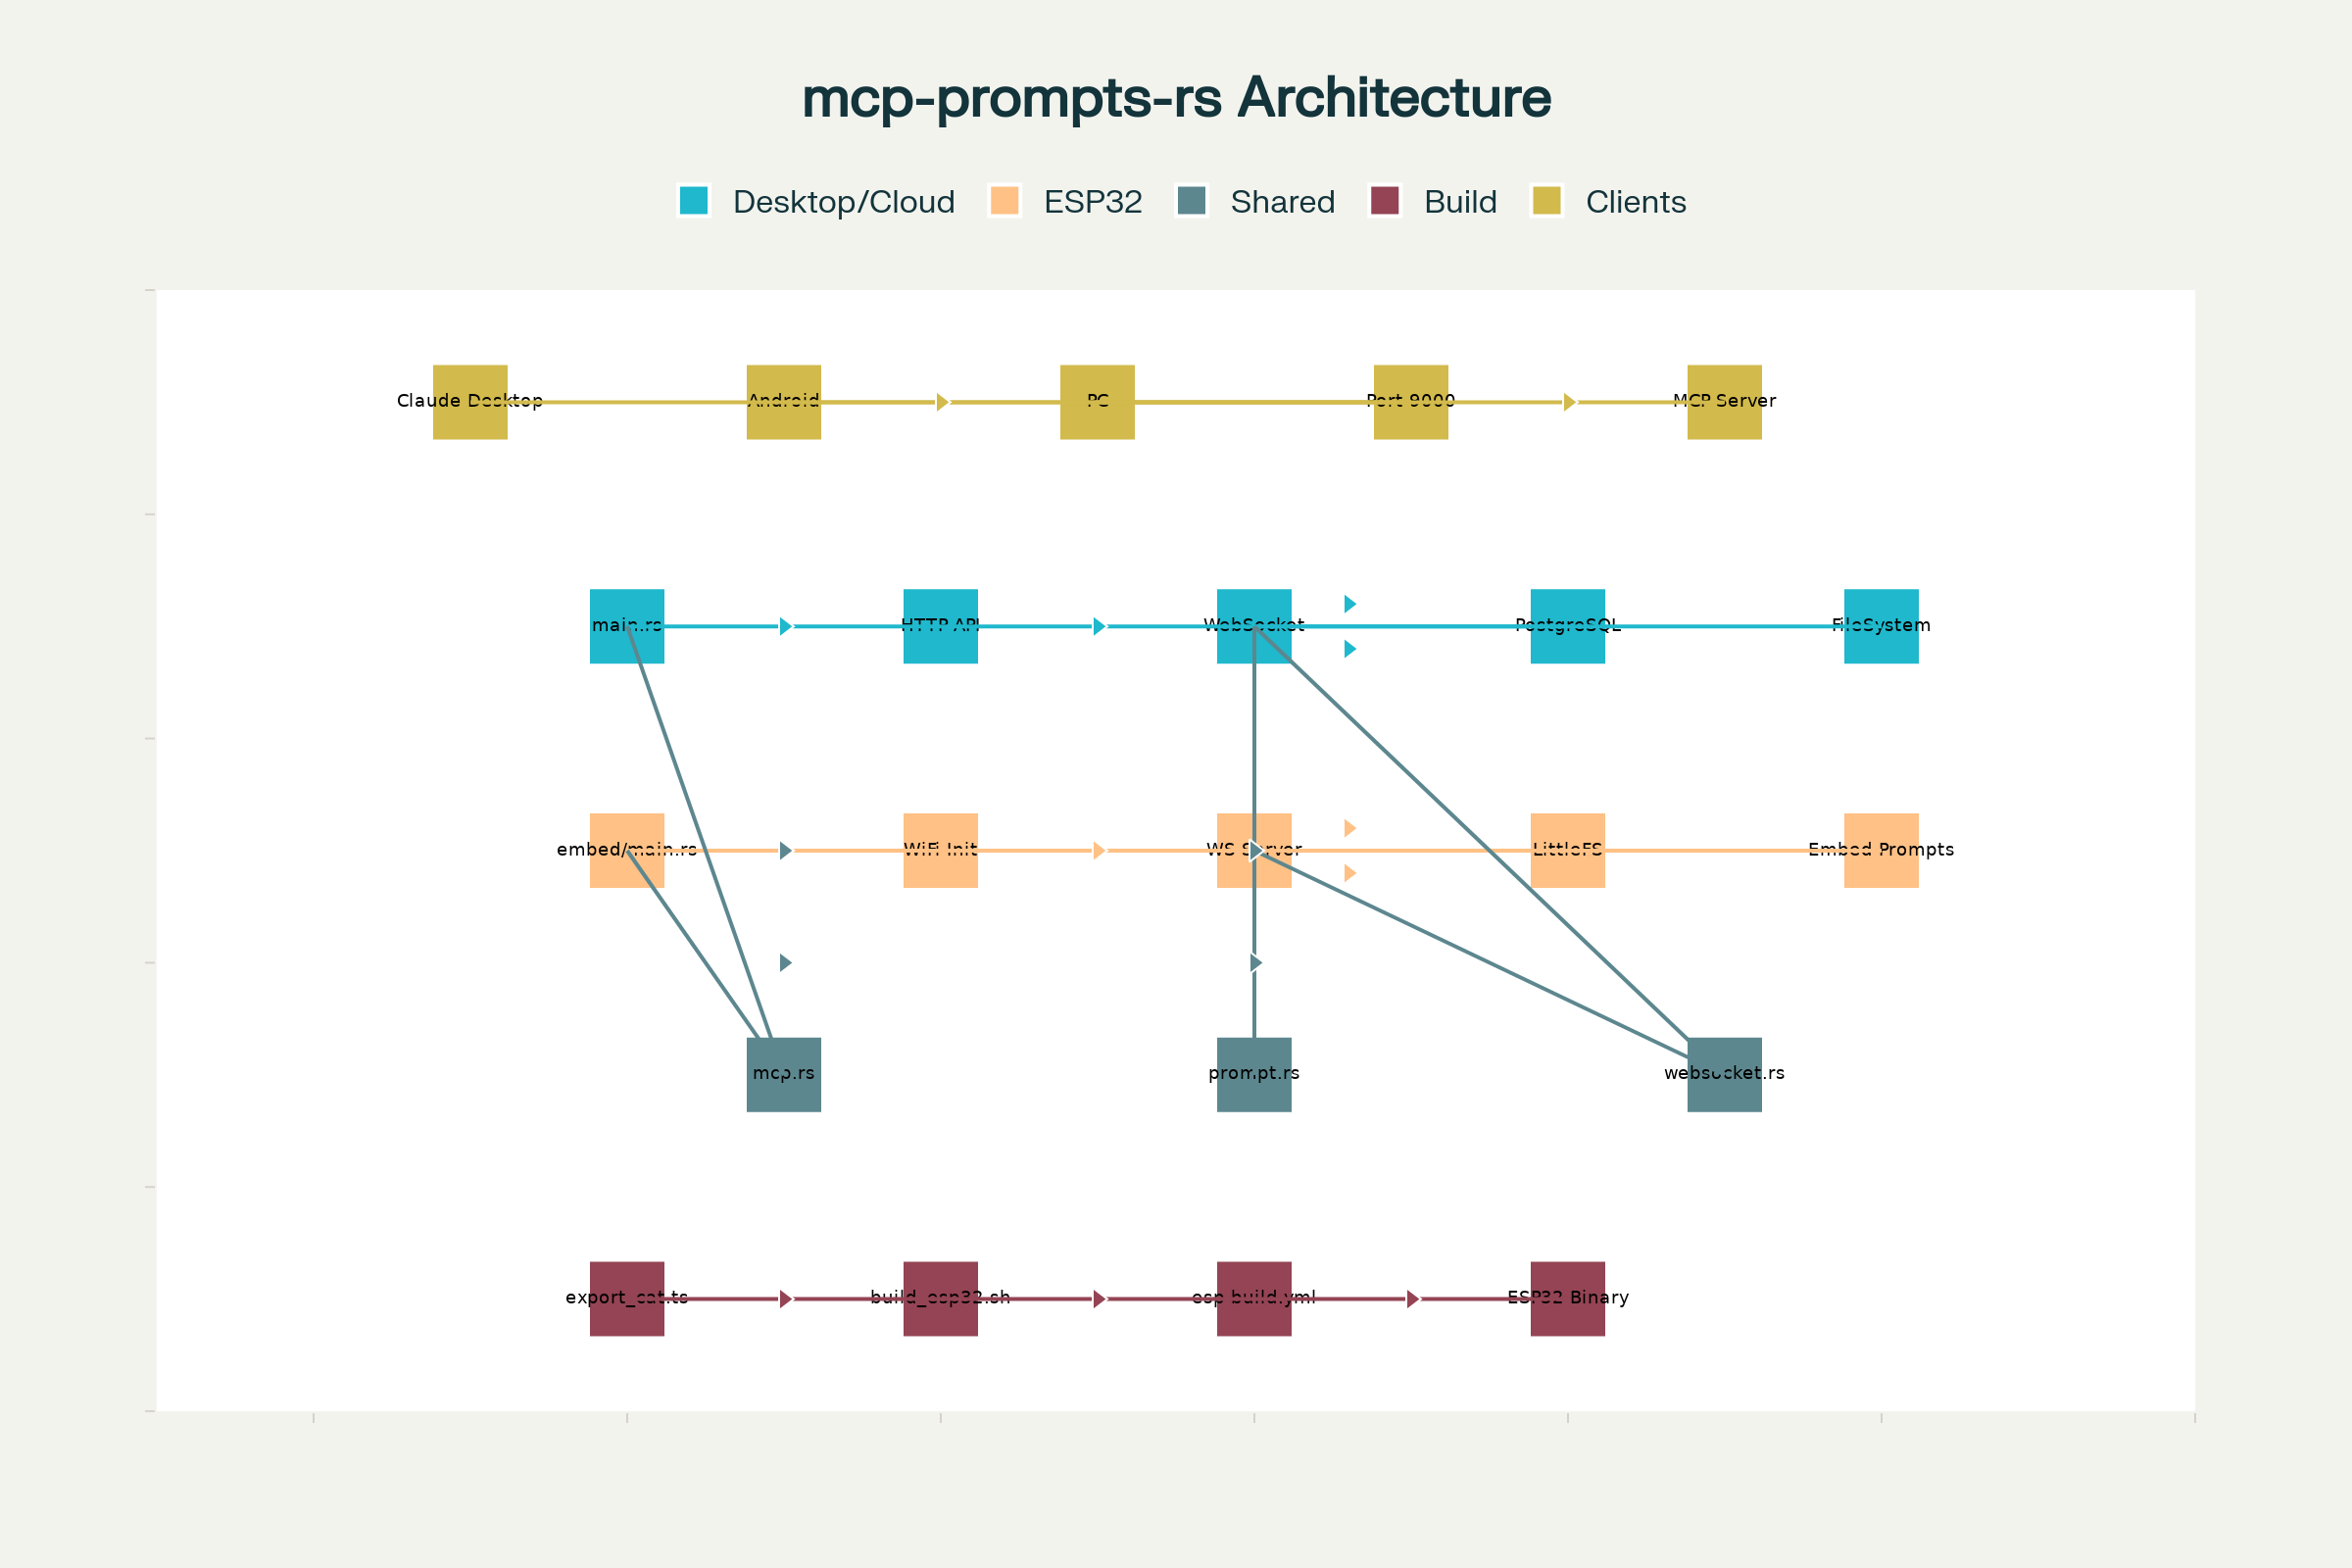 mcp-prompts-rs Architecture
Desktop/Cloud ESP32 Shared Build Clients
Claude Desktop Android PC Port 9000 MCP Server
main.rs HTTP API WebSocket PostgreSQL FileSystem
embed/main.rs WiFi Init WS Server LittleFS Embed Prompts
mcp.rs prompt.rs websocket.rs
export_cat.ts build_esp32.sh esp-build.yml ESP32 Binary